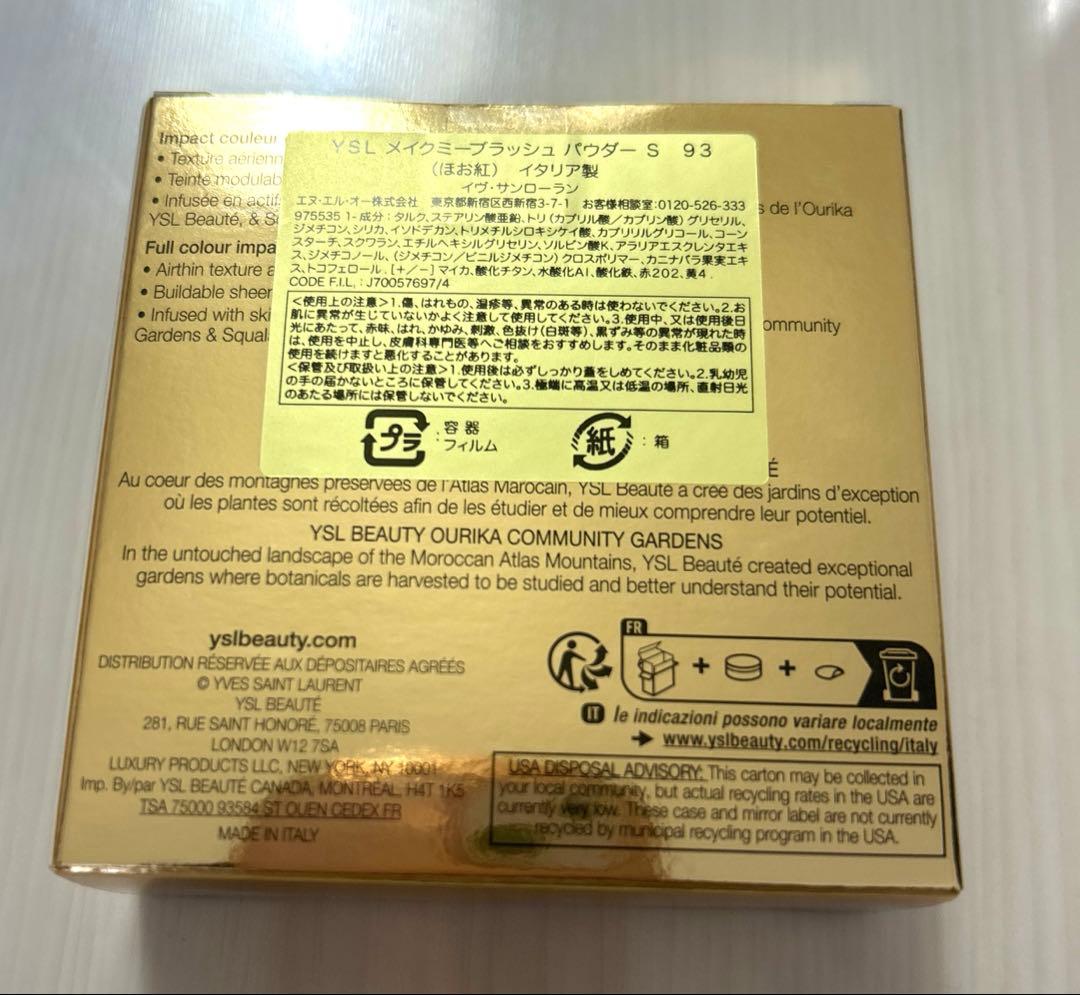 Impact couleur
• Texture aérienn
• Teinte modulab
• Infusée en actif
s de l'Ourika
YSL Beauté, & S
Full colour impa
• Airthin texture a
• Buildable sheer
• Infused with ski
ommunity
Gardens & Squal
YSL メイクミーブラッシュ パウダー S 93
(ほお紅) イタリア製
イヴ・サンローラン
エヌ・エル・オー株式会社 東京都新宿区西新宿3-7-1 お客様相談室:0120-526-333
975535 1- 成分:タルク、ステアリン酸亜鉛、トリ(カプリル酸/カプリン酸)グリセリル、
ジメチコン、シリカ、イソドデカン、トリメチルシロキシケイ酸、カプリリルグリコール、コーン
スターチ、スクワラン、エチルヘキシルグリセリン、ソルビン酸K、アラリアエスクレンタエキ
ス、ジメチコノール、(ジメチコン/ビニルジメチコン)クロスポリマー、カニナバラ果実エキ
ス、トコフェロール、[+/-]マイカ、酸化チタン、水酸化Al、酸化鉄、赤202、黄4.
CODE F.I.L. : J70057697/4
<使用上の注意>1.傷、はれもの、湿疹等、異常のある時は使わないでください。2.お
肌に異常が生じていないかよく注意して使用してください。3.使用中、又は使用後日
光にあたって、赤味、はれ、かゆみ、刺激、色抜け(白斑等)、黒ずみ等の異常が現れた時
は、使用を中止し、皮膚科専門医等へご相談をおすすめします。そのまま化粧品類の
使用を続けますと悪化することがあります。
<保管及び取扱い上の注意>1.使用後は必ずしっかり蓋をしめてください。2.乳幼児
の手の届かないところに保管してください。3.極端に高温又は低温の場所、直射日光
のあたる場所には保管しないでください。
プラ : 容器
フィルム
紙 : 箱
É
Au coeur des montagnes préservées de l'Atlas Marocain, YSL Beauté a créé des jardins d'exception
où les plantes sont récoltées afin de les étudier et de mieux comprendre leur potentiel.
YSL BEAUTY OURIKA COMMUNITY GARDENS
In the untouched landscape of the Moroccan Atlas Mountains, YSL Beauté created exceptional
gardens where botanicals are harvested to be studied and better understand their potential.
yslbeauty.com
DISTRIBUTION RÉSERVÉE AUX DÉPOSITAIRES AGRÉÉS
© YVES SAINT LAURENT
YSL BEAUTÉ
281, RUE SAINT HONORÉ, 75008 PARIS
LONDON W12 7SA
LUXURY PRODUCTS LLC, NEW YORK, NY 10001
Imp. By/par YSL BEAUTÉ CANADA, MONTRÉAL, H4T 1K5
TSA 75000 93584 ST OUEN CEDEX FR
MADE IN ITALY
FR
+ +
IT le indicazioni possono variare localmente
www.yslbeauty.com/recycling/italy
USA DISPOSAL ADVISORY: This carton may be collected in
your local community, but actual recycling rates in the USA are
currently very low. These case and mirror label are not currently
recycled by municipal recycling program in the USA.